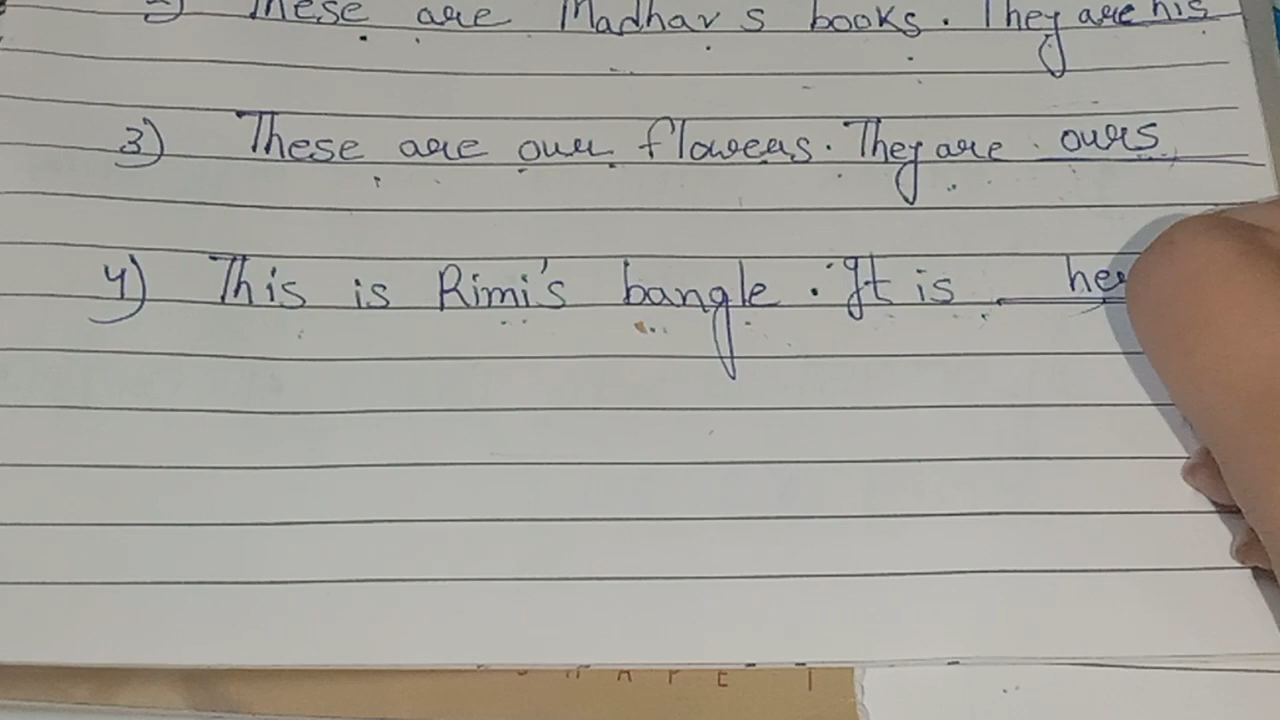 2) These are Madhav's books. They are his
3) These are our flowers. They are ours
4) This is Rimi's bangle. It is her